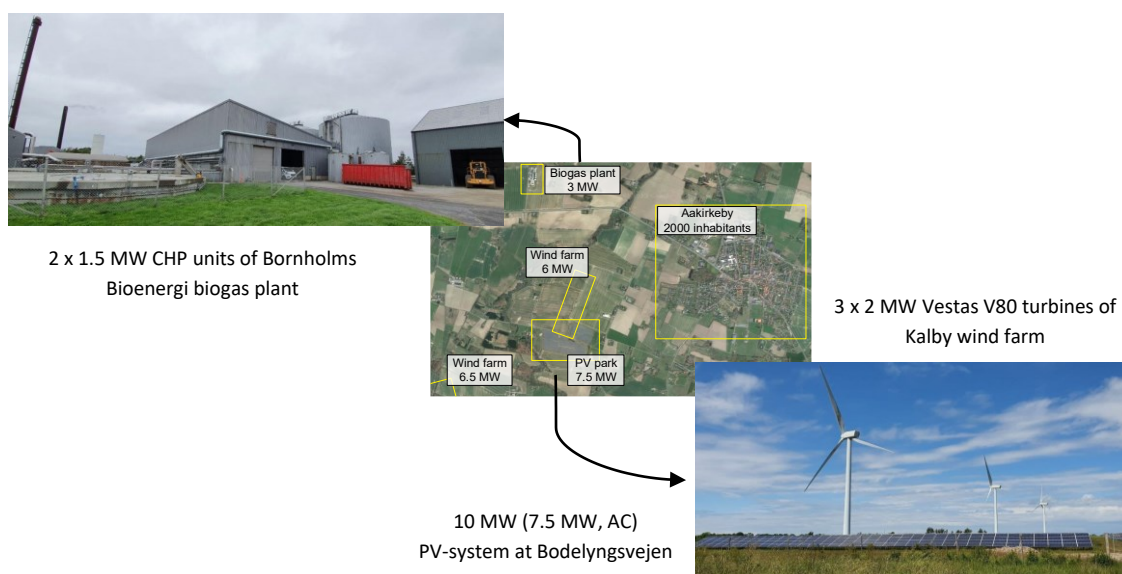 Biogas plant
3 MW
Aakirkeby
2000 inhabitants
2 x 1.5 MW CHP units of Bornholms
Bioenergi biogas plant
Wind farm
6 MW
3 x 2 MW Vestas V80 turbines of
Kalby wind farm
Wind farm
6.5 MW
PV park
7.5 MW
10 MW (7.5 MW, AC)
PV-system at Bodelyngsvejen